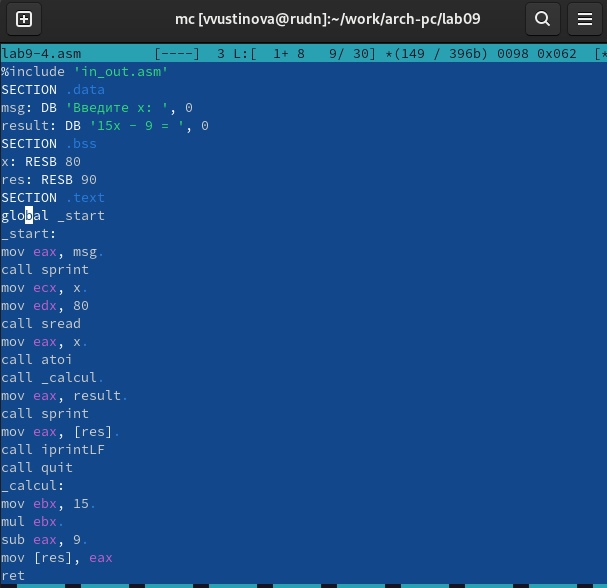 mc [vvustinova@rudn]:~/work/arch-pc/lab09
lab9-4.asm [----] 3 L:[ 1+ 8 9/ 30] *(149 / 396b) 0098 0x062 [*
%include 'in_out.asm'
SECTION .data
msg: DB 'Введите x: ', 0
result: DB '15x - 9 = ', 0
SECTION .bss
x: RESB 80
res: RESB 90
SECTION .text
global _start
_start:
mov eax, msg.
call sprint
mov ecx, x.
mov edx, 80
call sread
mov eax, x.
call atoi
call _calcul.
mov eax, result.
call sprint
mov eax, [res].
call iprintLF
call quit
_calcul:
mov ebx, 15.
mul ebx.
sub eax, 9.
mov [res], eax
ret